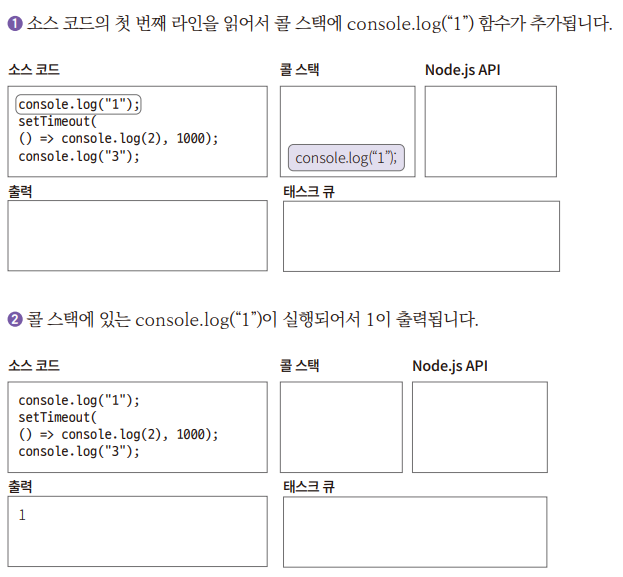 ❶ 소스 코드의 첫 번째 라인을 읽어서 콜 스택에 console.log(“1”) 함수가 추가됩니다.
소스 코드
콜 스택
Node.js API
console.log("1");
setTimeout(
() => console.log(2), 1000);
console.log("3");
console.log(“1”);
출력
태스크 큐
❷ 콜 스택에 있는 console.log(“1”)이 실행되어서 1이 출력됩니다.
소스 코드
콜 스택
Node.js API
console.log("1");
setTimeout(
() => console.log(2), 1000);
console.log("3");
출력
태스크 큐
1